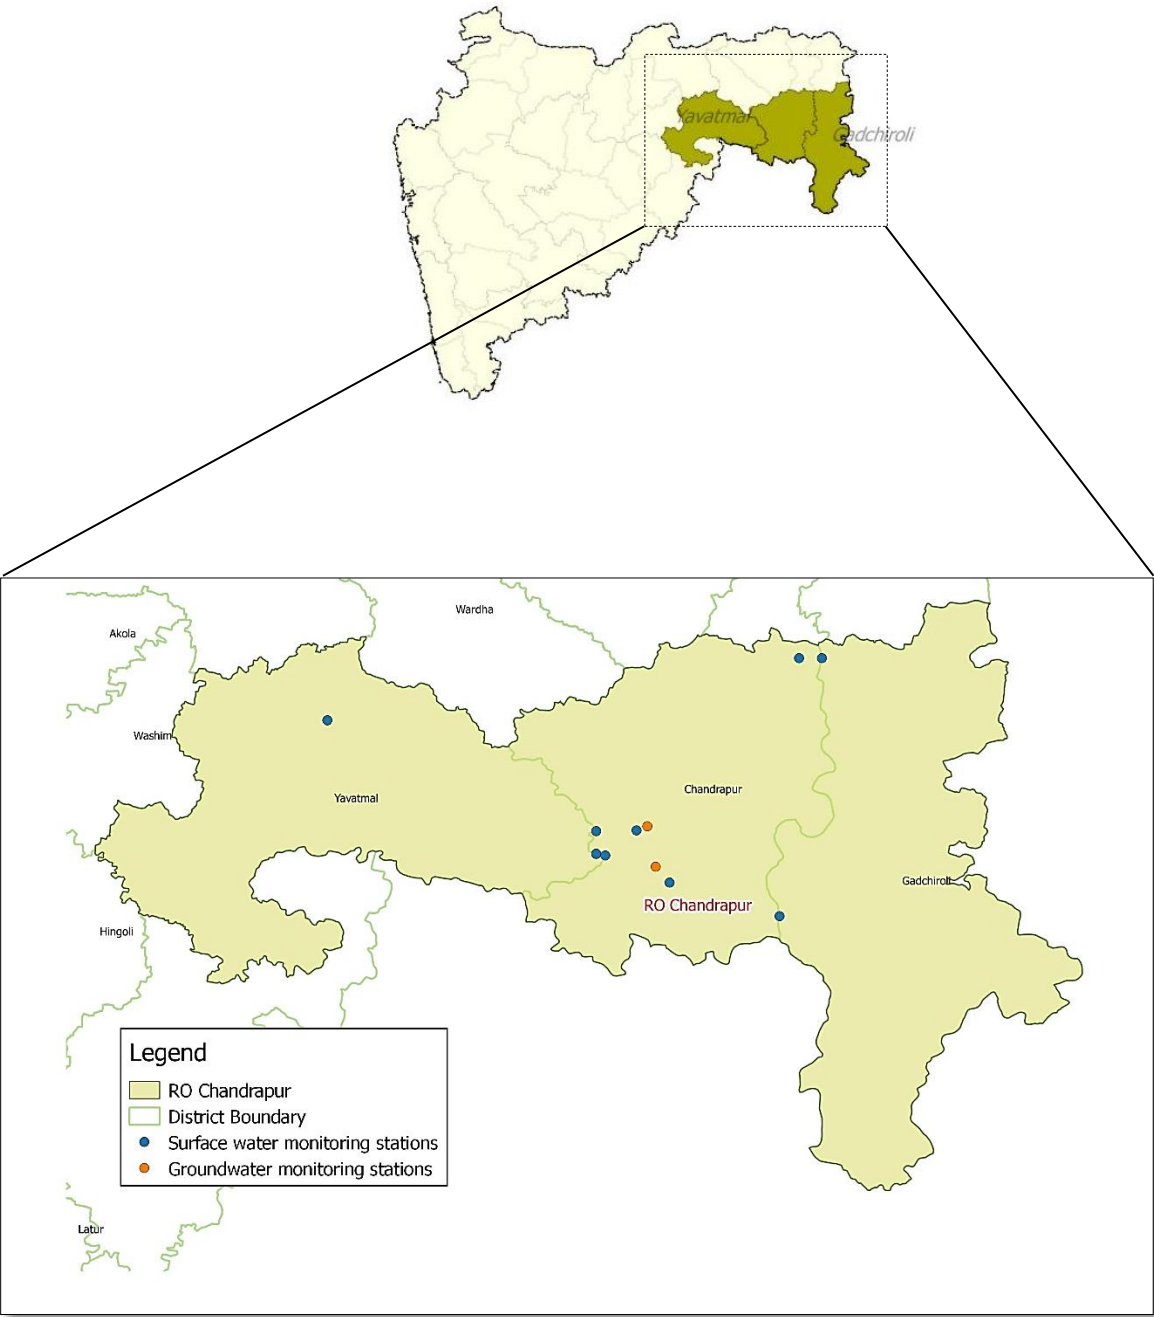 Yavatmal
Gadchiroli
Wardha
Akola
Washim
Yavatmal
Chandrapur
Gadchiroli
RO Chandrapur
Hingoli
Legend
RO Chandrapur
District Boundary
Surface water monitoring stations
Groundwater monitoring stations
Latur